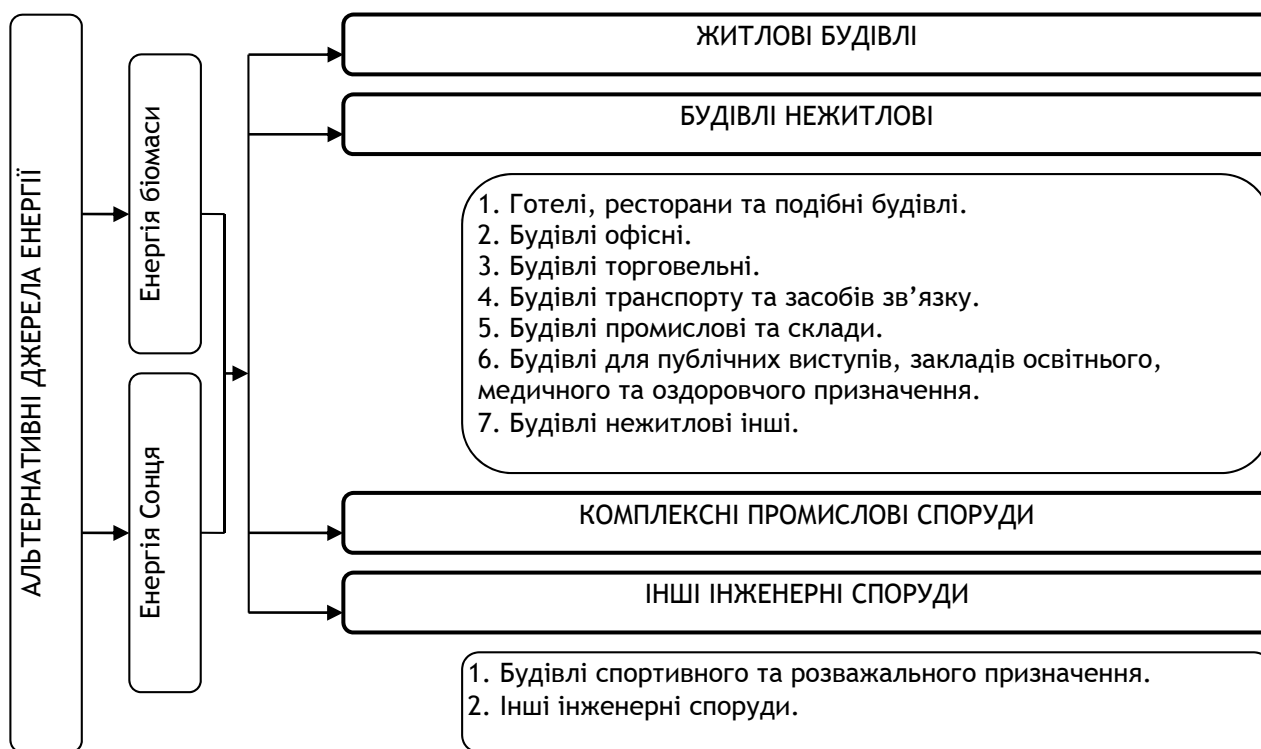 АЛЬТЕРНАТИВНІ ДЖЕРЕЛА ЕНЕРГІЇ
Енергія біомаси
Енергія Сонця
ЖИТЛОВІ БУДІВЛІ
БУДІВЛІ НЕЖИТЛОВІ
1. Готелі, ресторани та подібні будівлі.
2. Будівлі офісні.
3. Будівлі торговельні.
4. Будівлі транспорту та засобів зв’язку.
5. Будівлі промислові та склади.
6. Будівлі для публічних виступів, закладів освітнього,
медичного та оздоровчого призначення.
7. Будівлі нежитлові інші.
КОМПЛЕКСНІ ПРОМИСЛОВІ СПОРУДИ
ІНШІ ІНЖЕНЕРНІ СПОРУДИ
1. Будівлі спортивного та розважального призначення.
2. Інші інженерні споруди.